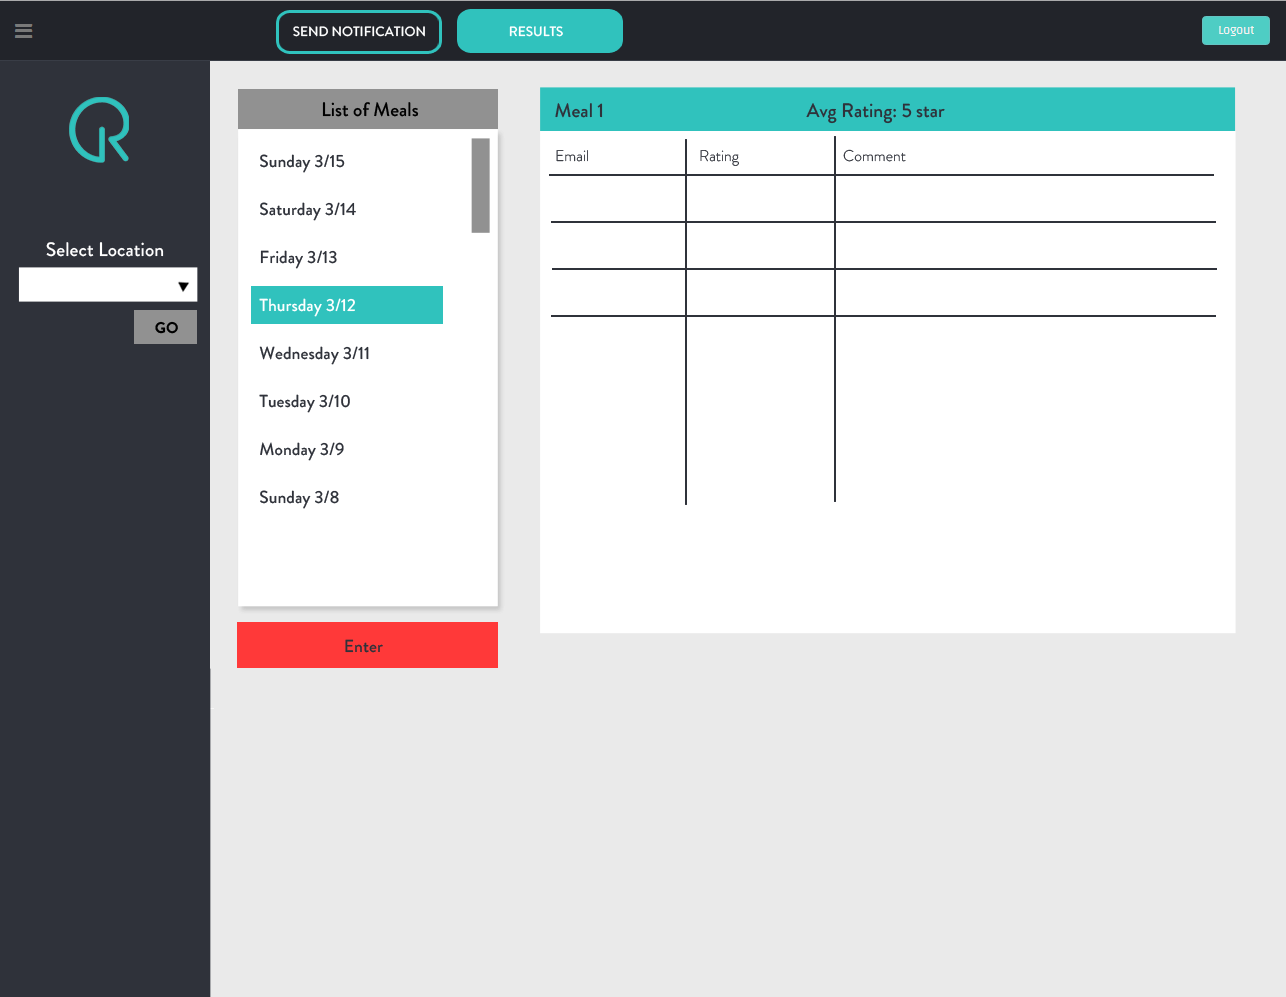 SEND NOTIFICATION
RESULTS
Logout
Select Location
GO
List of Meals
Sunday 3/15
Saturday 3/14
Friday 3/13
Thursday 3/12
Wednesday 3/11
Tuesday 3/10
Monday 3/9
Sunday 3/8
Enter
Meal 1 Avg Rating: 5 star
Email Rating Comment